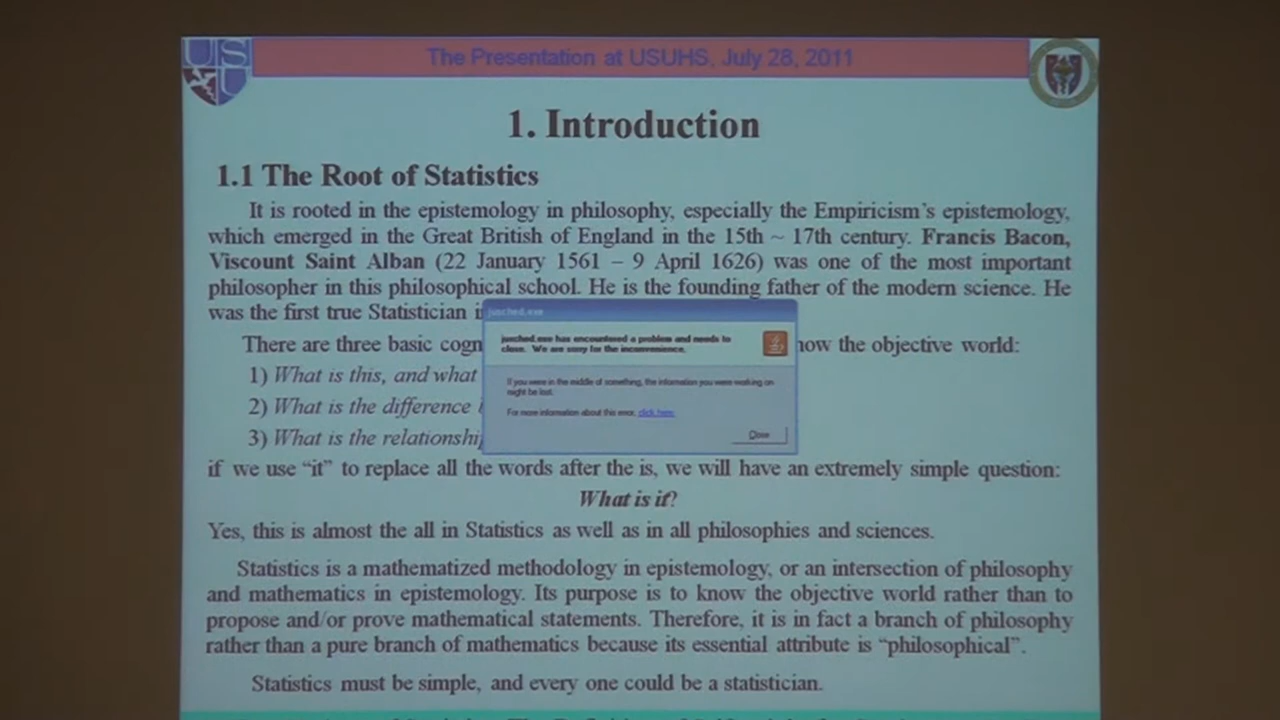 The Presentation at USUHS, July 28, 2011
1. Introduction
1.1 The Root of Statistics
It is rooted in the epistemology in philosophy, especially the Empiricism's epistemology,
which emerged in the Great British of England in the 15th ~ 17th century. Francis Bacon,
Viscount Saint Alban (22 January 1561 – 9 April 1626) was one of the most important
philosopher in this philosophical school. He is the founding father of the modern science. He
was the first true Statistician
jusched.exe
jusched.exe has encountered a problem and needs to
close. We are sorry for the inconvenience.
If you were in the middle of something, the information you were working on
might be lost.
For more information about this error, click here.
Close
There are three basic cogn how the objective world:
1) What is this, and what
2) What is the difference
3) What is the relationship
if we use “it” to replace all the words after the is, we will have an extremely simple question:
What is it?
Yes, this is almost the all in Statistics as well as in all philosophies and sciences.
Statistics is a mathematized methodology in epistemology, or an intersection of philosophy
and mathematics in epistemology. Its purpose is to know the objective world rather than to
propose and/or prove mathematical statements. Therefore, it is in fact a branch of philosophy
rather than a pure branch of mathematics because its essential attribute is “philosophical”.
Statistics must be simple, and every one could be a statistician.